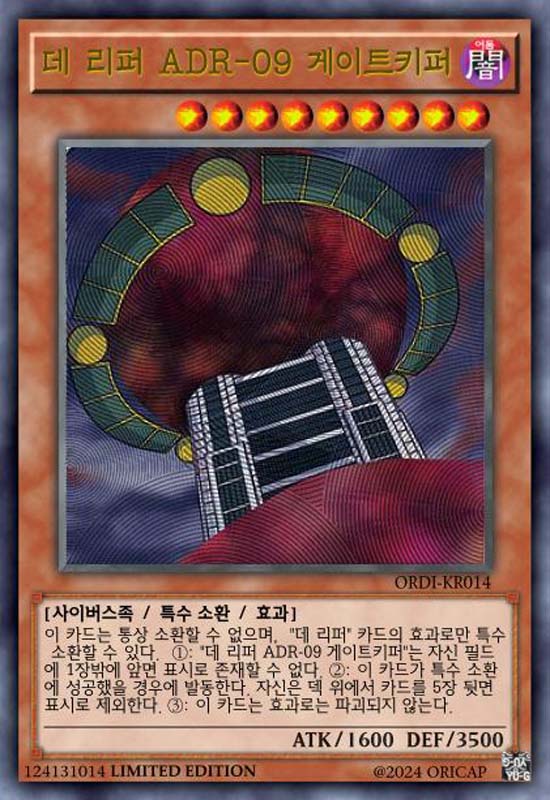 데 리퍼 ADR-09 게이트키퍼
어둠
闇
ORDI-KR014
[사이버스족 / 특수 소환 / 효과]
이 카드는 통상 소환할 수 없으며, "데 리퍼" 카드의 효과로만 특수
소환할 수 있다. ①: "데 리퍼 ADR-09 게이트키퍼"는 자신 필드
에 1장밖에 앞면 표시로 존재할 수 없다. ②: 이 카드가 특수 소환
에 성공했을 경우에 발동한다. 자신은 덱 위에서 카드를 5장 뒷면
표시로 제외한다. ③: 이 카드는 효과로는 파괴되지 않는다.
ATK/1600 DEF/3500
124131014 LIMITED EDITION
@2024 ORICAP